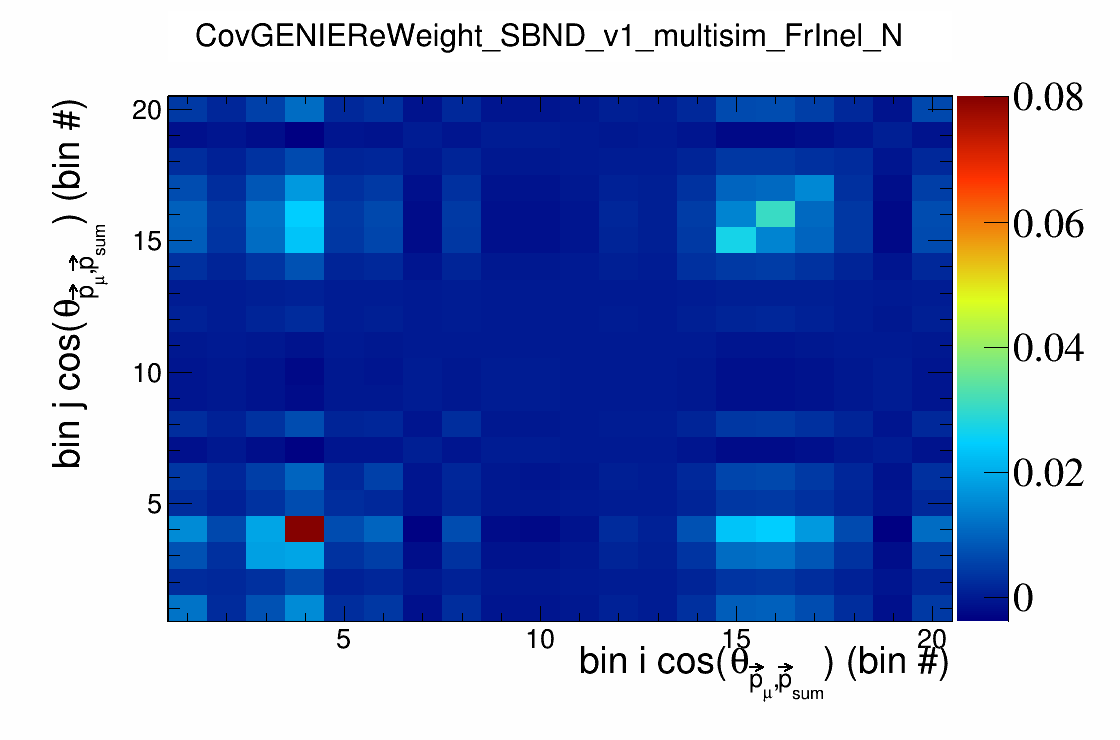 CovGENIEReWeight_SBND_v1_multisim_FrInel_N
bin j cos(θp⃗μ,p⃗sum) (bin #)
20
15
10
5
0.08
0.06
0.04
0.02
0
5 10 15 20
bin i cos(θp⃗μ,p⃗sum) (bin #)